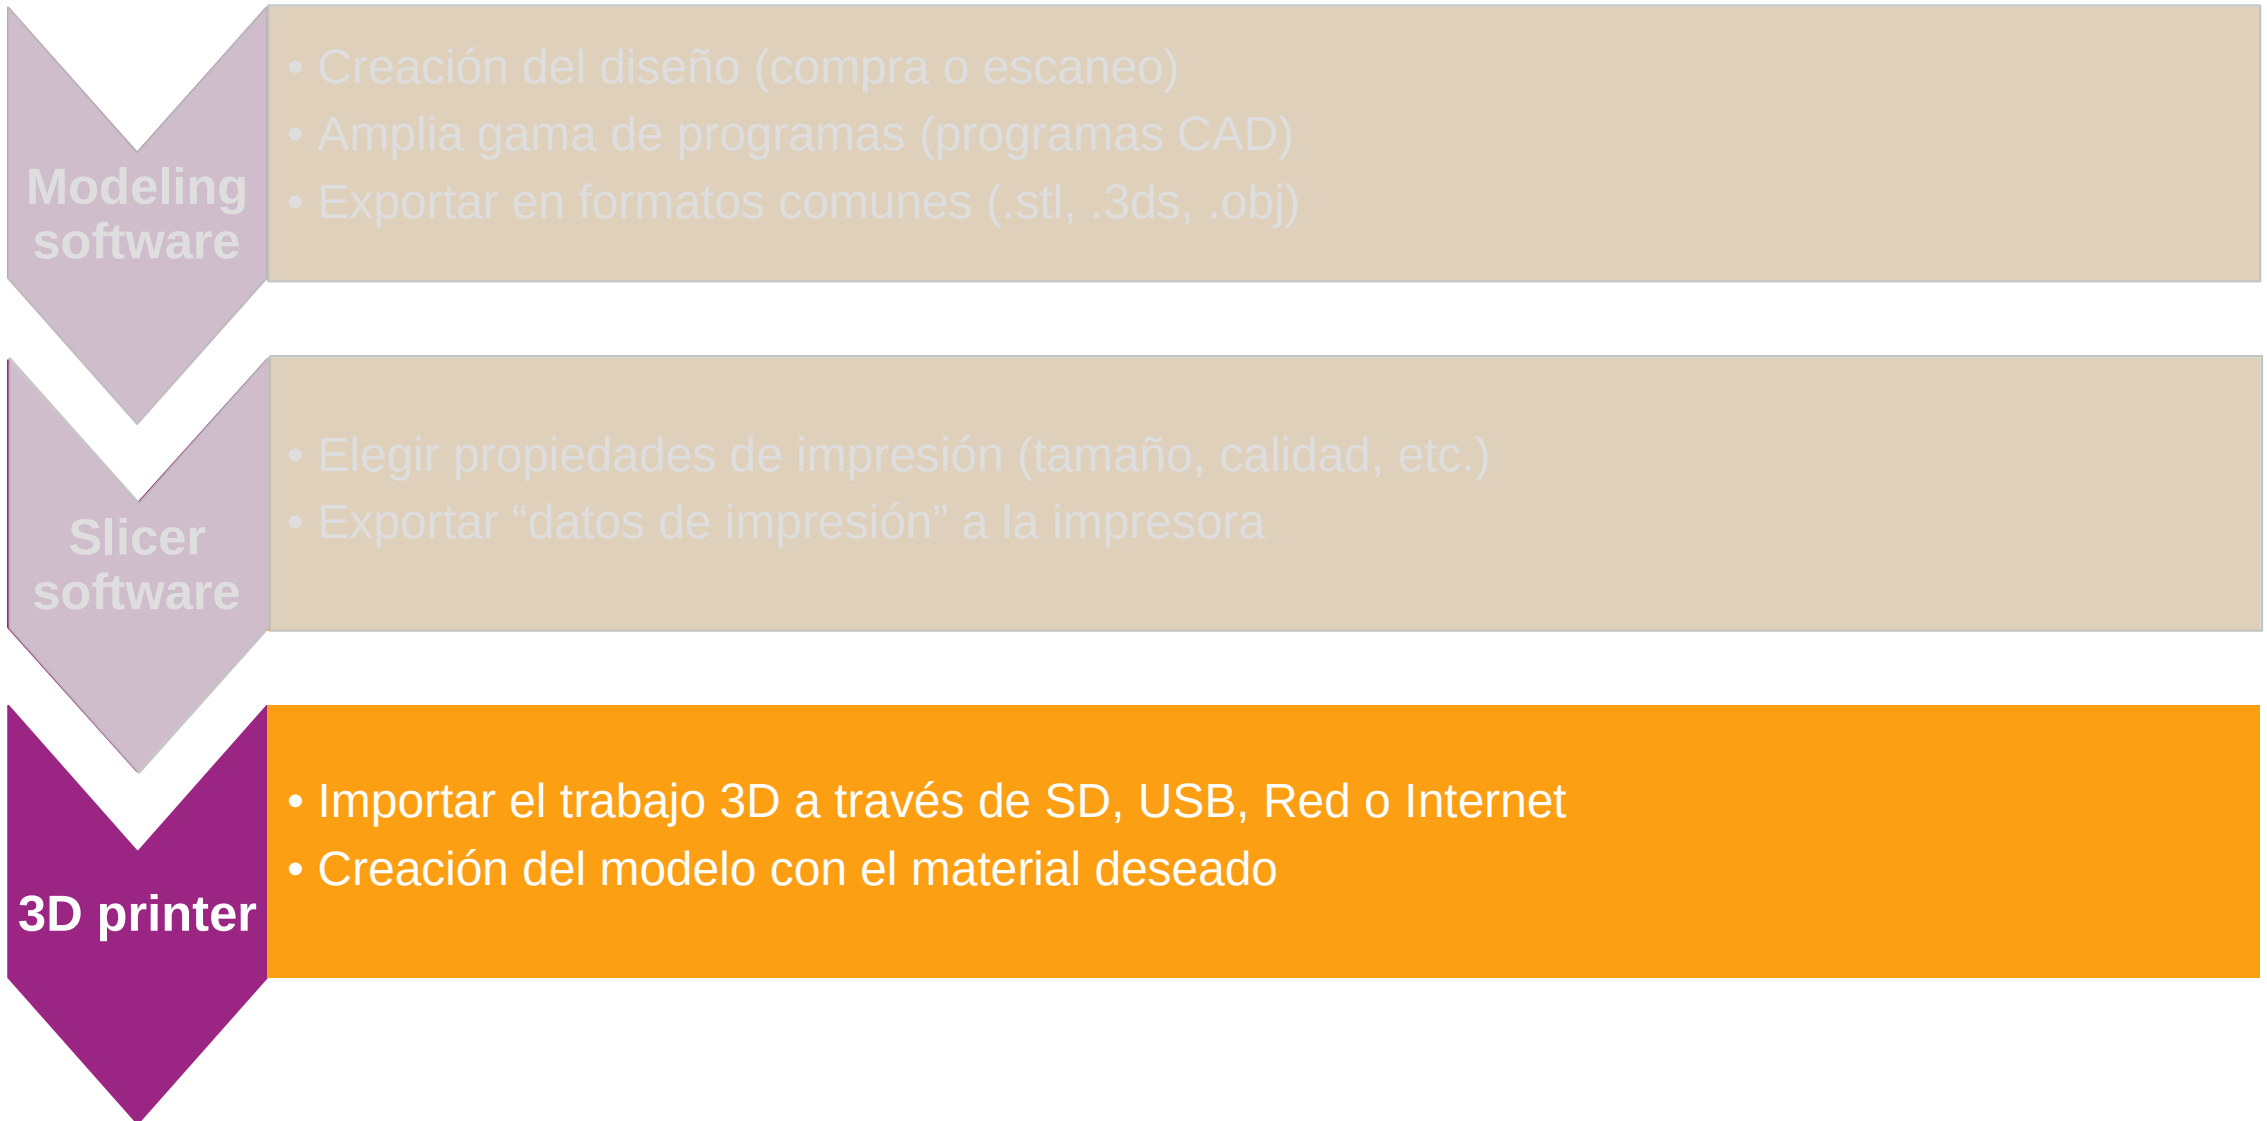 Modeling
software
• Creación del diseño (compra o escaneo)
• Amplia gama de programas (programas CAD)
• Exportar en formatos comunes (.stl, .3ds, .obj)
Slicer
software
• Elegir propiedades de impresión (tamaño, calidad, etc.)
• Exportar “datos de impresión” a la impresora
3D printer
• Importar el trabajo 3D a través de SD, USB, Red o Internet
• Creación del modelo con el material deseado